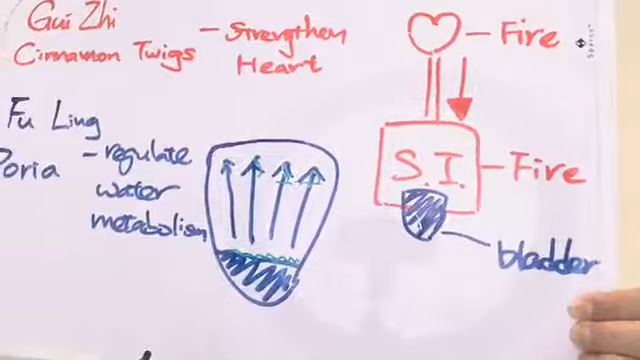 Gui Zhi
Cinnamon Twigs
- Strengthen
Heart
- Fire
Fu Ling
Poria
- regulate
water
metabolism
S.I.
- Fire
bladder